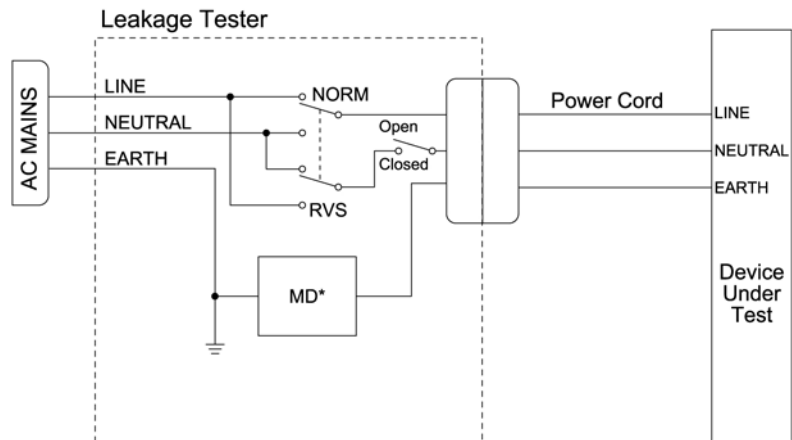 Leakage Tester
AC MAINS
LINE
NEUTRAL
EARTH
NORM
RVS
Open
Closed
MD*
Power Cord
LINE
NEUTRAL
EARTH
Device
Under
Test